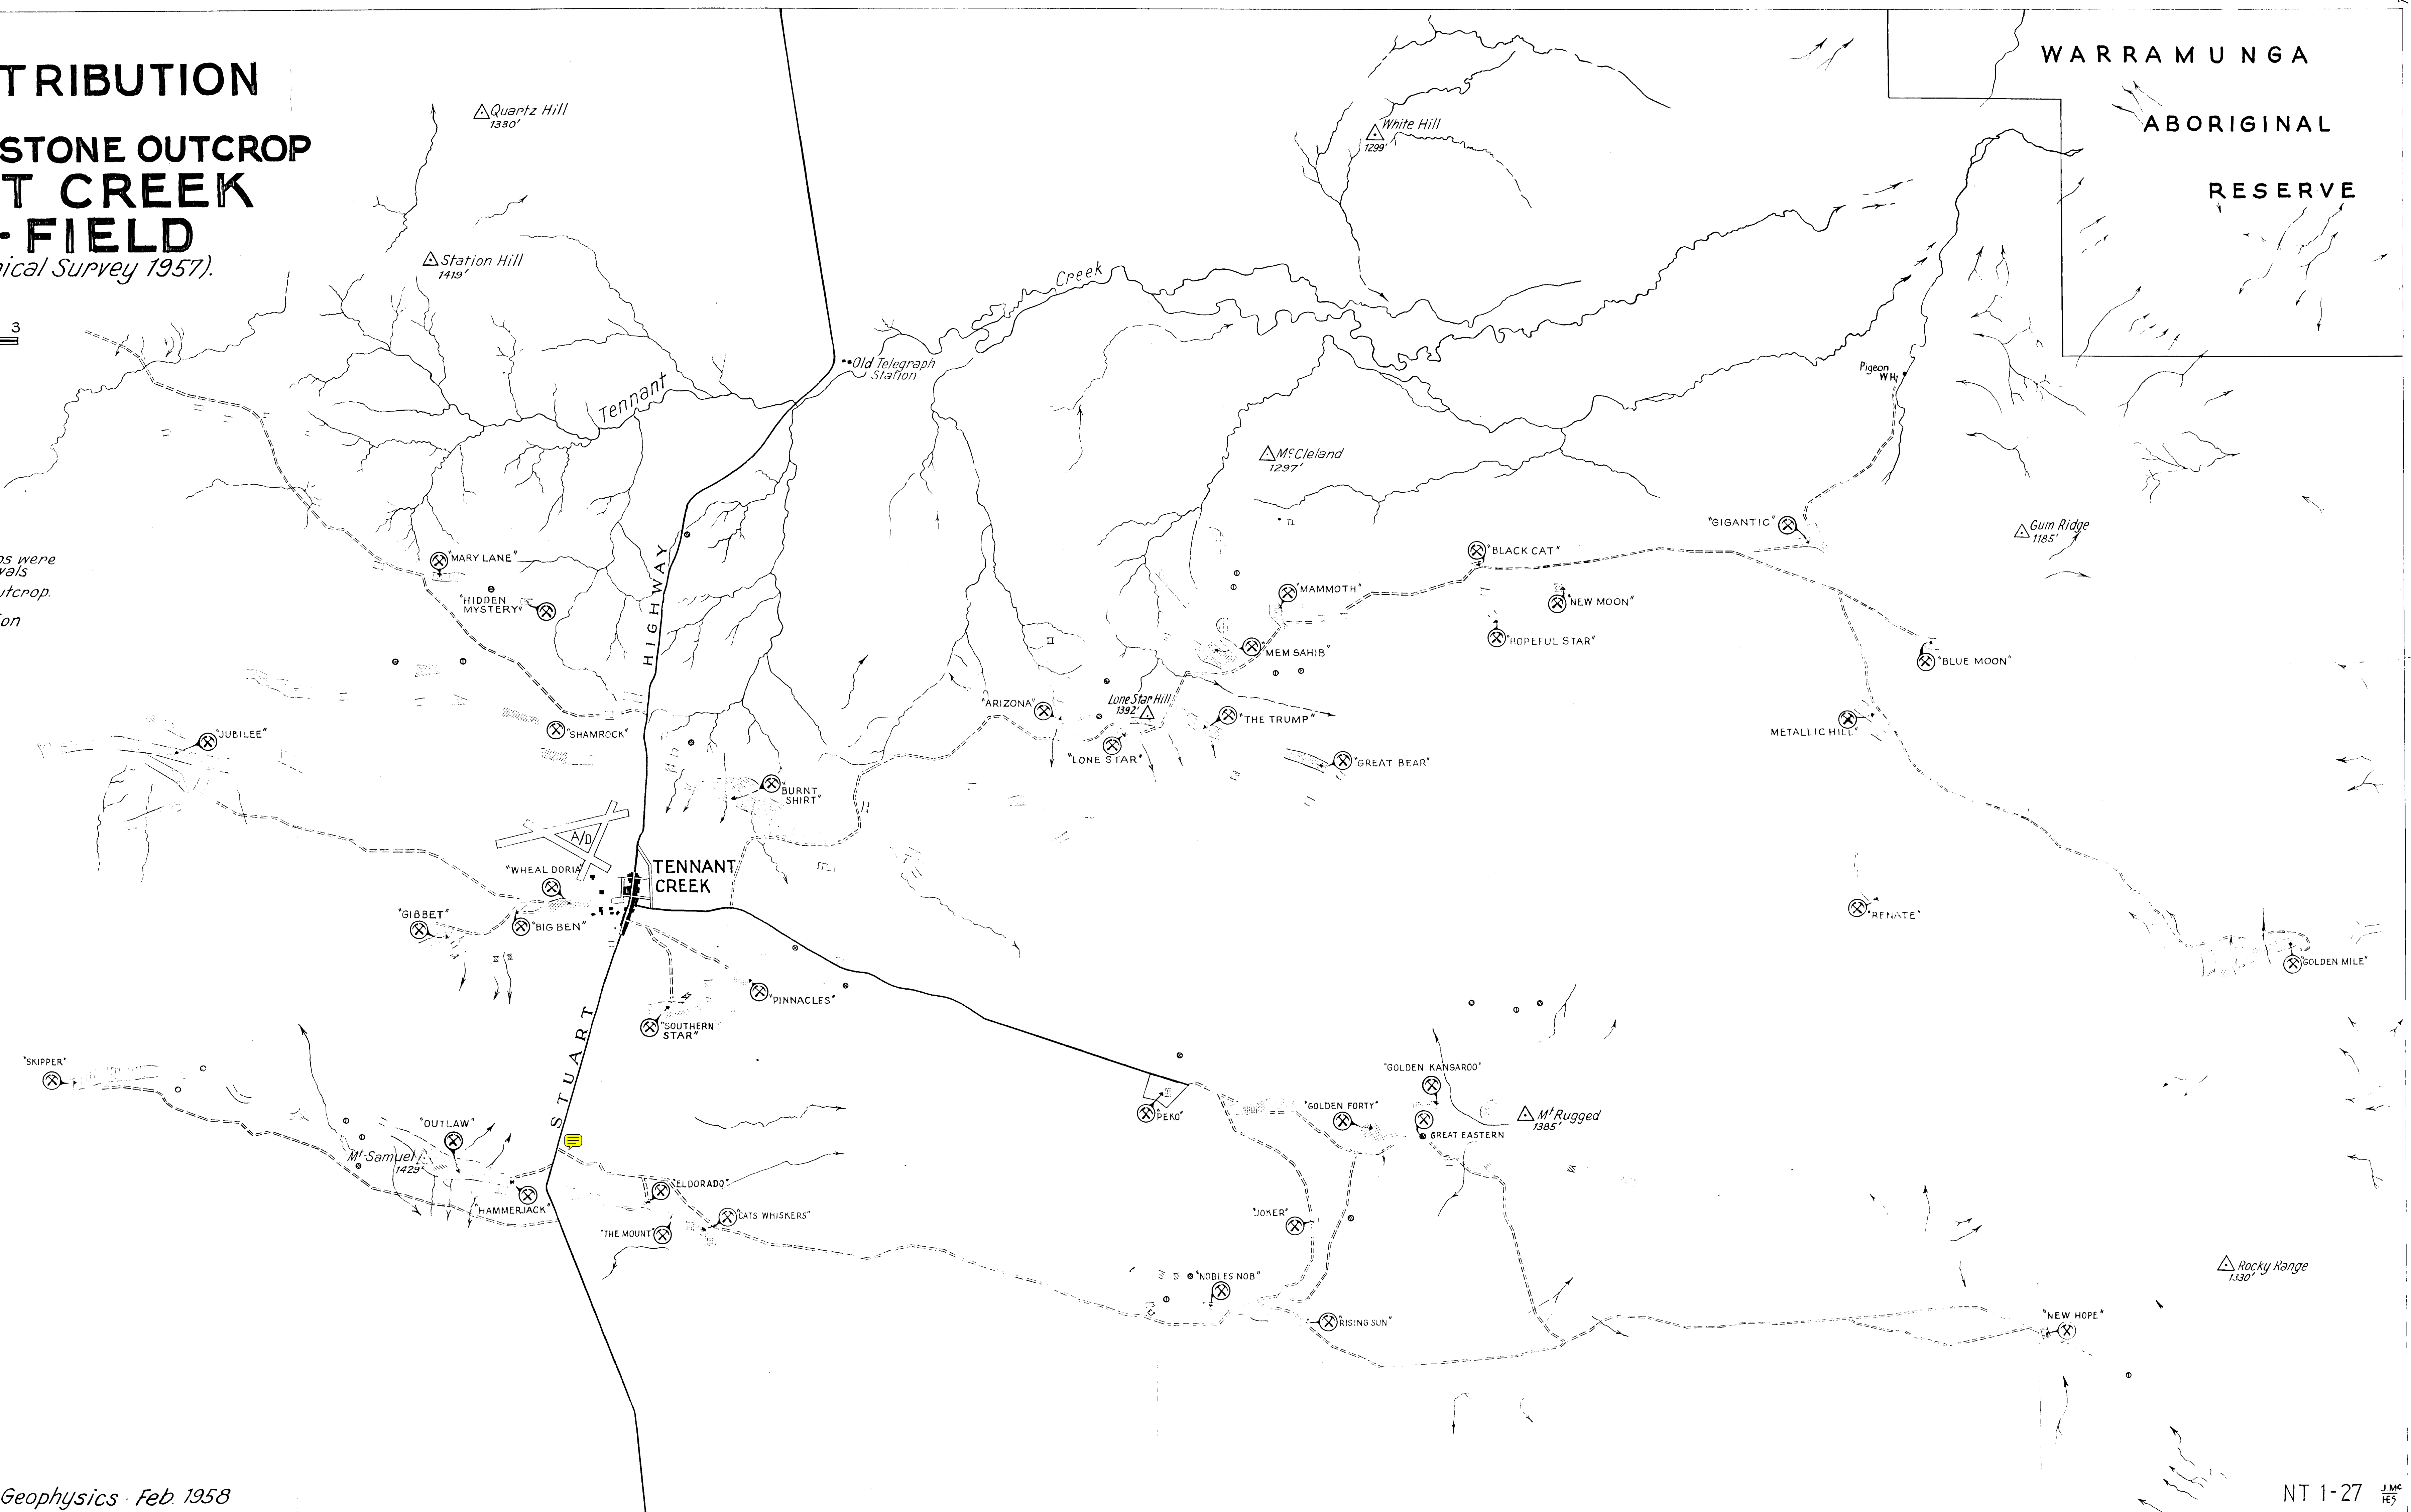 TRIBUTION
STONE OUTCROP
T CREEK
-FIELD
ical Survey 1957).
3
were
vals
utcrop.
on
WARRAMUNGA
ABORIGINAL
RESERVE
Quartz Hill
1330'
White Hill
1299'
Station Hill
1419'
Creek
Old Telegraph
Station
Tennant
Pigeon
W.H.
McCleland
1297'
Gum Ridge
1185'
"GIGANTIC"
"BLACK CAT"
"MARY LANE"
"HIDDEN
MYSTERY"
HIGHWAY
"MAMMOTH"
"NEW MOON"
"HOPEFUL STAR"
"MEM SAHIB"
"BLUE MOON"
"ARIZONA"
Lone Star Hill
1392'
"THE TRUMP"
"SHAMROCK"
METALLIC HILL"
"JUBILEE"
"LONE STAR"
"GREAT BEAR"
"BURNT
SHIRT"
A/D
TENNANT
CREEK
"WHEAL DORIA"
"GIBBET"
"BIG BEN"
"RENATE"
"GOLDEN MILE"
"PINNACLES"
"SOUTHERN
STAR"
STUART
"SKIPPER"
"GOLDEN KANGAROO"
"GOLDEN FORTY"
"PEKO"
Mt Rugged
1385'
GREAT EASTERN
"OUTLAW"
Mt Samuel
1429'
"HAMMERJACK"
"ELDORADO"
"CATS WHISKERS"
"THE MOUNT"
"JOKER"
"NOBLES NOB"
"RISING SUN"
Rocky Range
1330'
"NEW HOPE"
Geophysics · Feb. 1958
NT 1-27
J.Mc